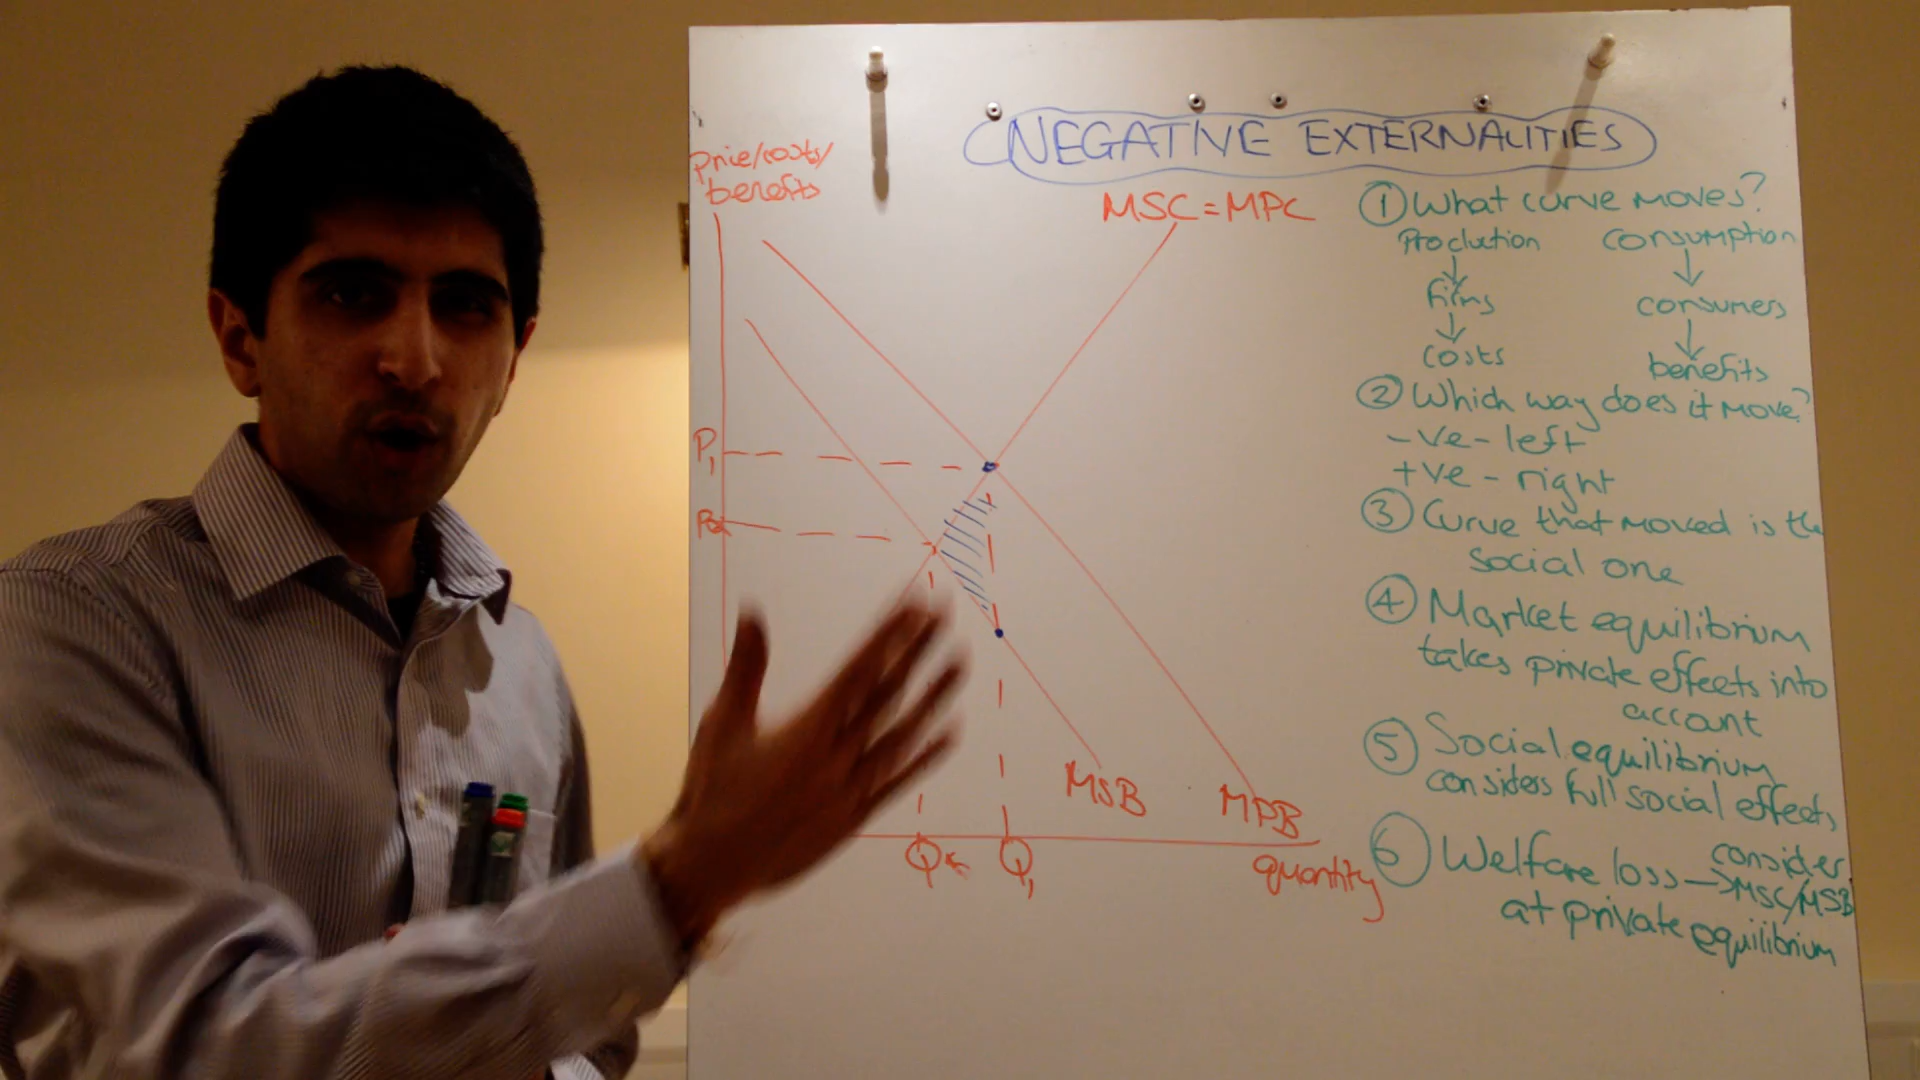 NEGATIVE EXTERNALITIES
price/costs/
benefits
MSC=MPC
P1
MSB
MPB
Q*
Q1
quantity
① What curve moves?
Production consumption
↓ ↓
firms consumers
↓ ↓
costs benefits
② Which way does it move?
-ve - left
+ve - right
③ Curve that moved is the
social one
④ Market equilibrium
takes private effects into
account
⑤ Social equilibrium
considers full social effects
⑥ Welfare loss → consider
MSC/MSB
at private equilibrium